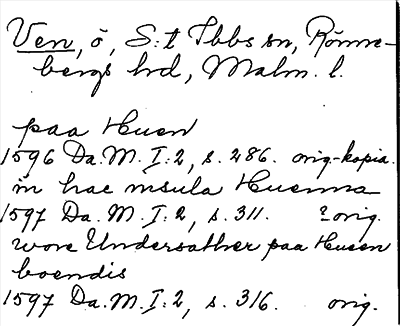 Ven, ö, S:t Ibbs sn, Rönne-
bergs hd, Malm. l.
paa Huen
1596 Da. M. I:2, s. 286. orig-kopia.
in hac insula Huenna
1597 Da. M. I:2, s. 311. ?orig.
wore Undersatther paa Hueen
boendis
1597 Da. M. I:2, s. 316. orig.